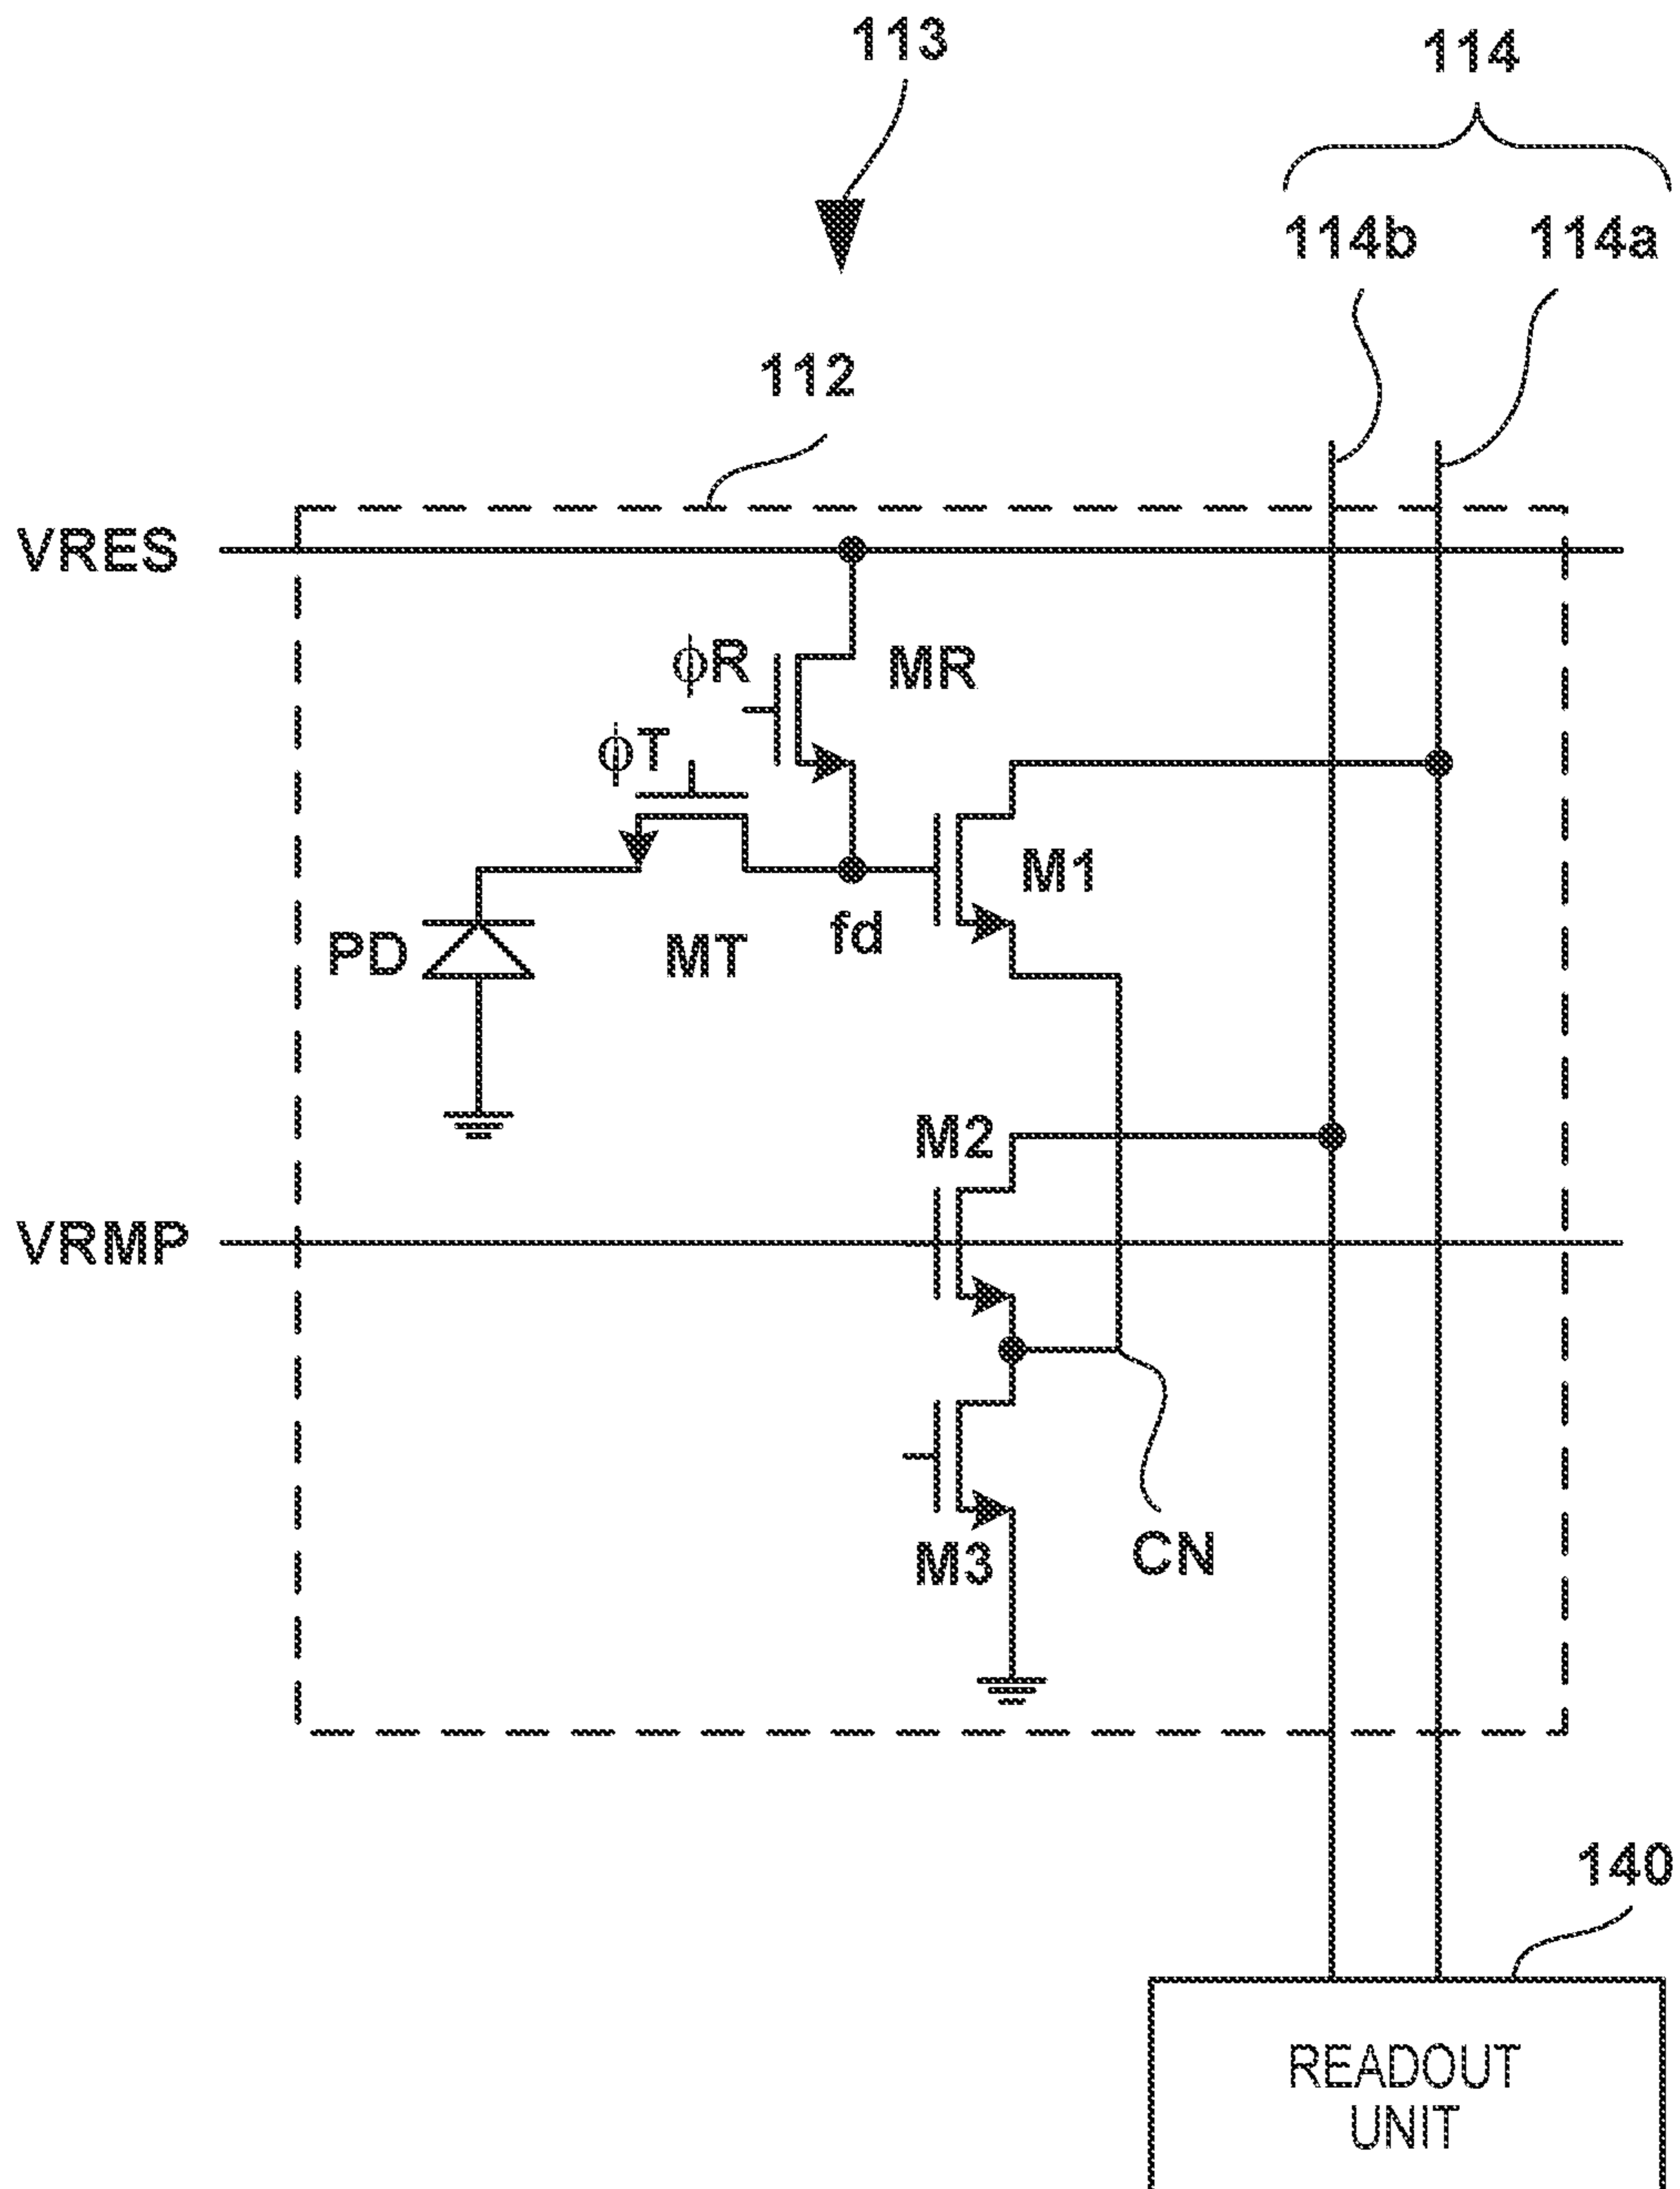 113
114
114b
114a
112
VRES
ϕR
MR
ϕT
M1
fd
PD
MT
M2
VRMP
CN
M3
140
READOUT
UNIT